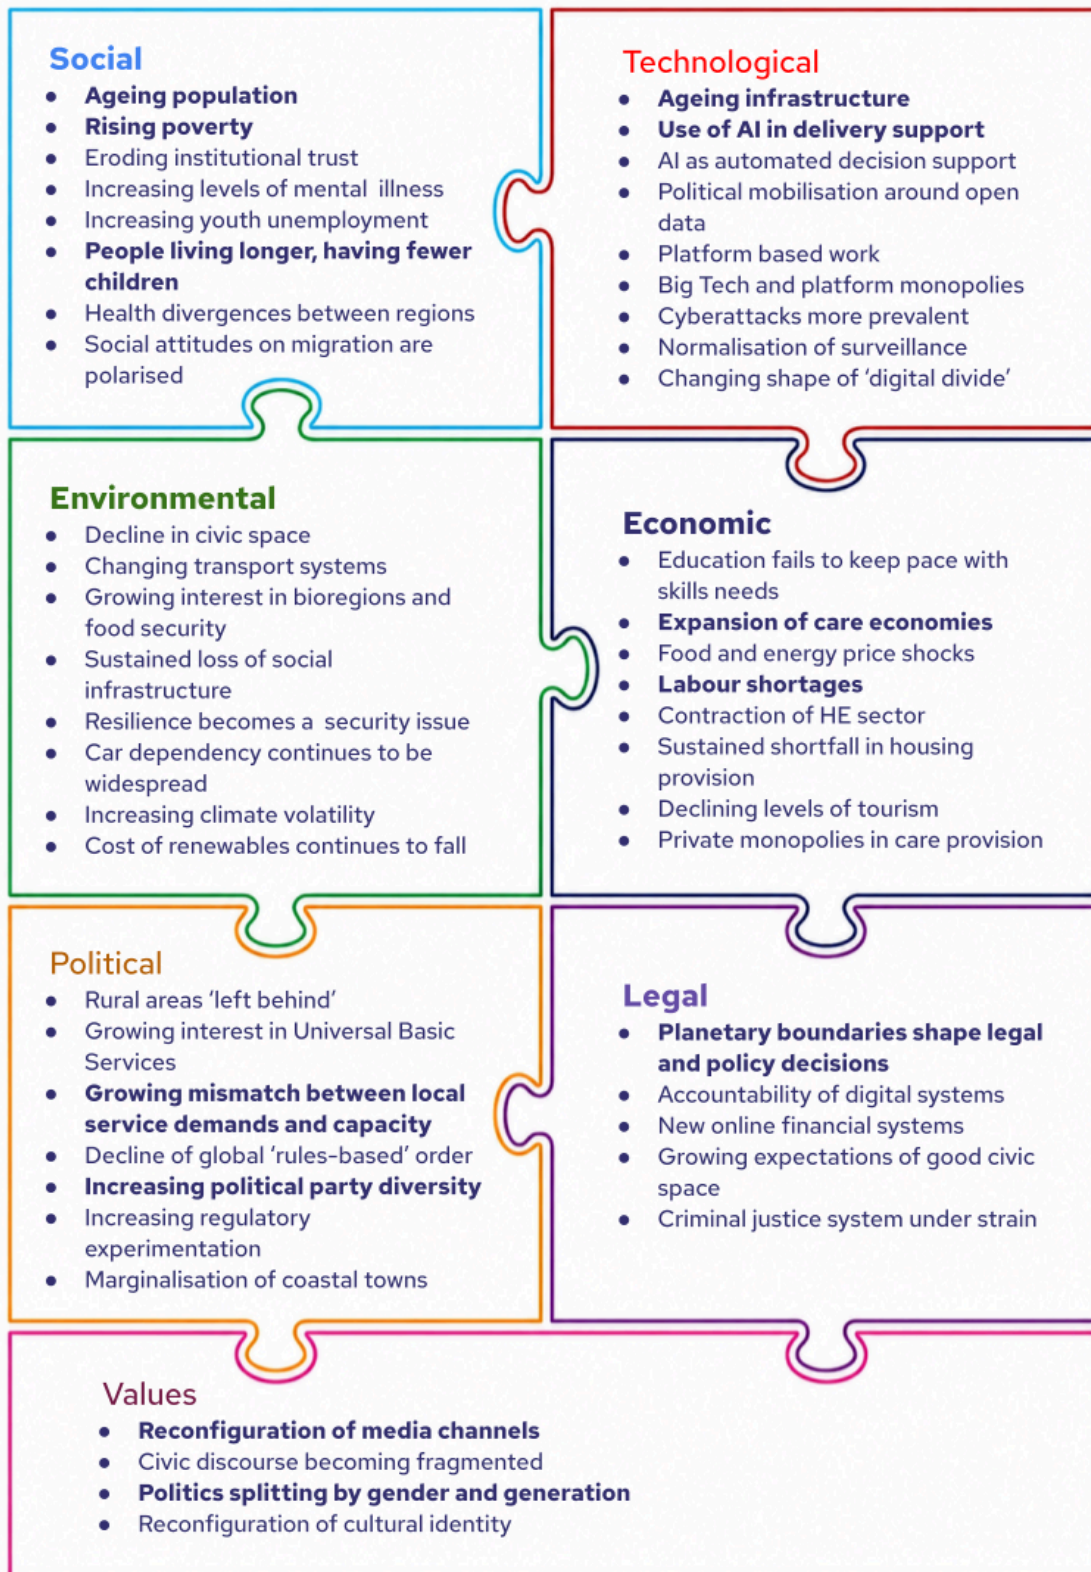 Social
● Ageing population
● Rising poverty
● Eroding institutional trust
● Increasing levels of mental illness
● Increasing youth unemployment
● People living longer, having fewer
children
● Health divergences between regions
● Social attitudes on migration are
polarised
Technological
● Ageing infrastructure
● Use of AI in delivery support
● AI as automated decision support
● Political mobilisation around open
data
● Platform based work
● Big Tech and platform monopolies
● Cyberattacks more prevalent
● Normalisation of surveillance
● Changing shape of ‘digital divide’
Environmental
● Decline in civic space
● Changing transport systems
● Growing interest in bioregions and
food security
● Sustained loss of social
infrastructure
● Resilience becomes a security issue
● Car dependency continues to be
widespread
● Increasing climate volatility
● Cost of renewables continues to fall
Economic
● Education fails to keep pace with
skills needs
● Expansion of care economies
● Food and energy price shocks
● Labour shortages
● Contraction of HE sector
● Sustained shortfall in housing
provision
● Declining levels of tourism
● Private monopolies in care provision
Political
● Rural areas ‘left behind’
● Growing interest in Universal Basic
Services
● Growing mismatch between local
service demands and capacity
● Decline of global ‘rules-based’ order
● Increasing political party diversity
● Increasing regulatory
experimentation
● Marginalisation of coastal towns
Legal
● Planetary boundaries shape legal
and policy decisions
● Accountability of digital systems
● New online financial systems
● Growing expectations of good civic
space
● Criminal justice system under strain
Values
● Reconfiguration of media channels
● Civic discourse becoming fragmented
● Politics splitting by gender and generation
● Reconfiguration of cultural identity